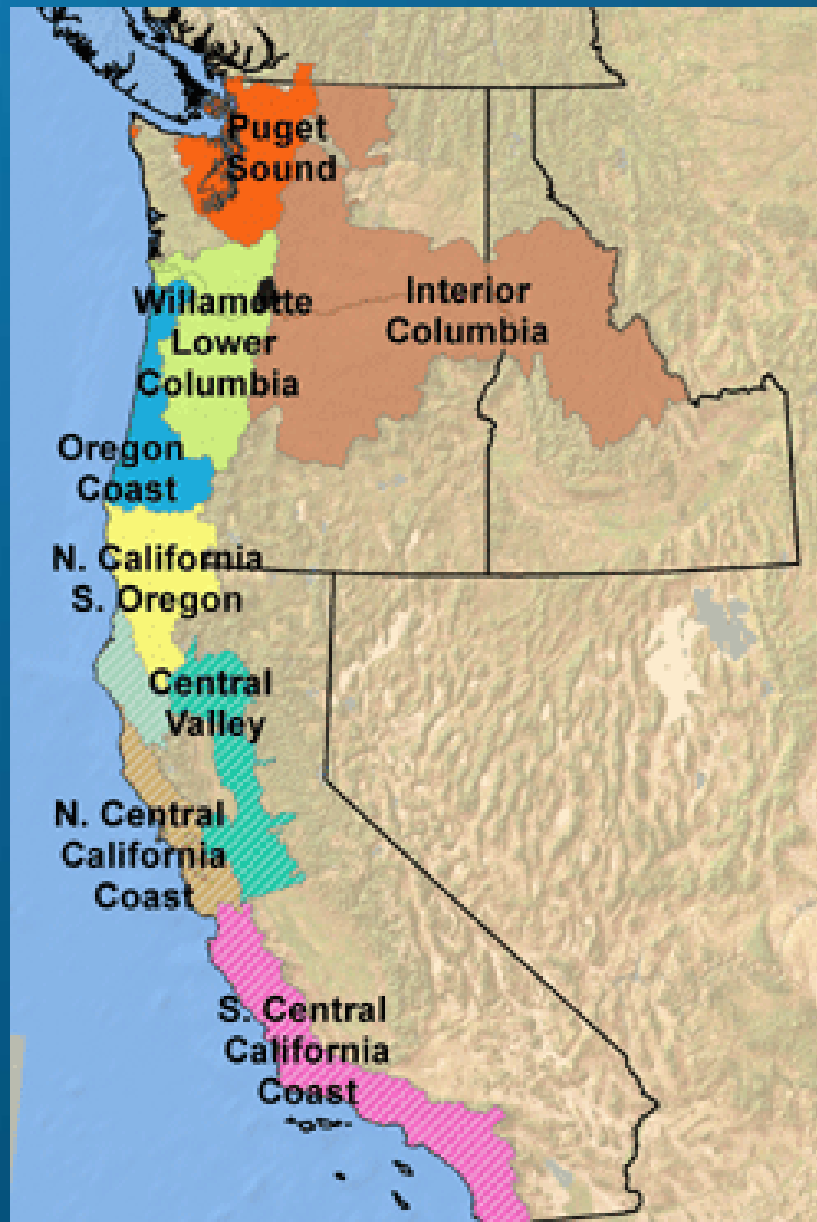 Puget
Sound
Interior
Columbia
Willamette
Lower
Columbia
Oregon
Coast
N. California
S. Oregon
Central
Valley
N. Central
California
Coast
S. Central
California
Coast